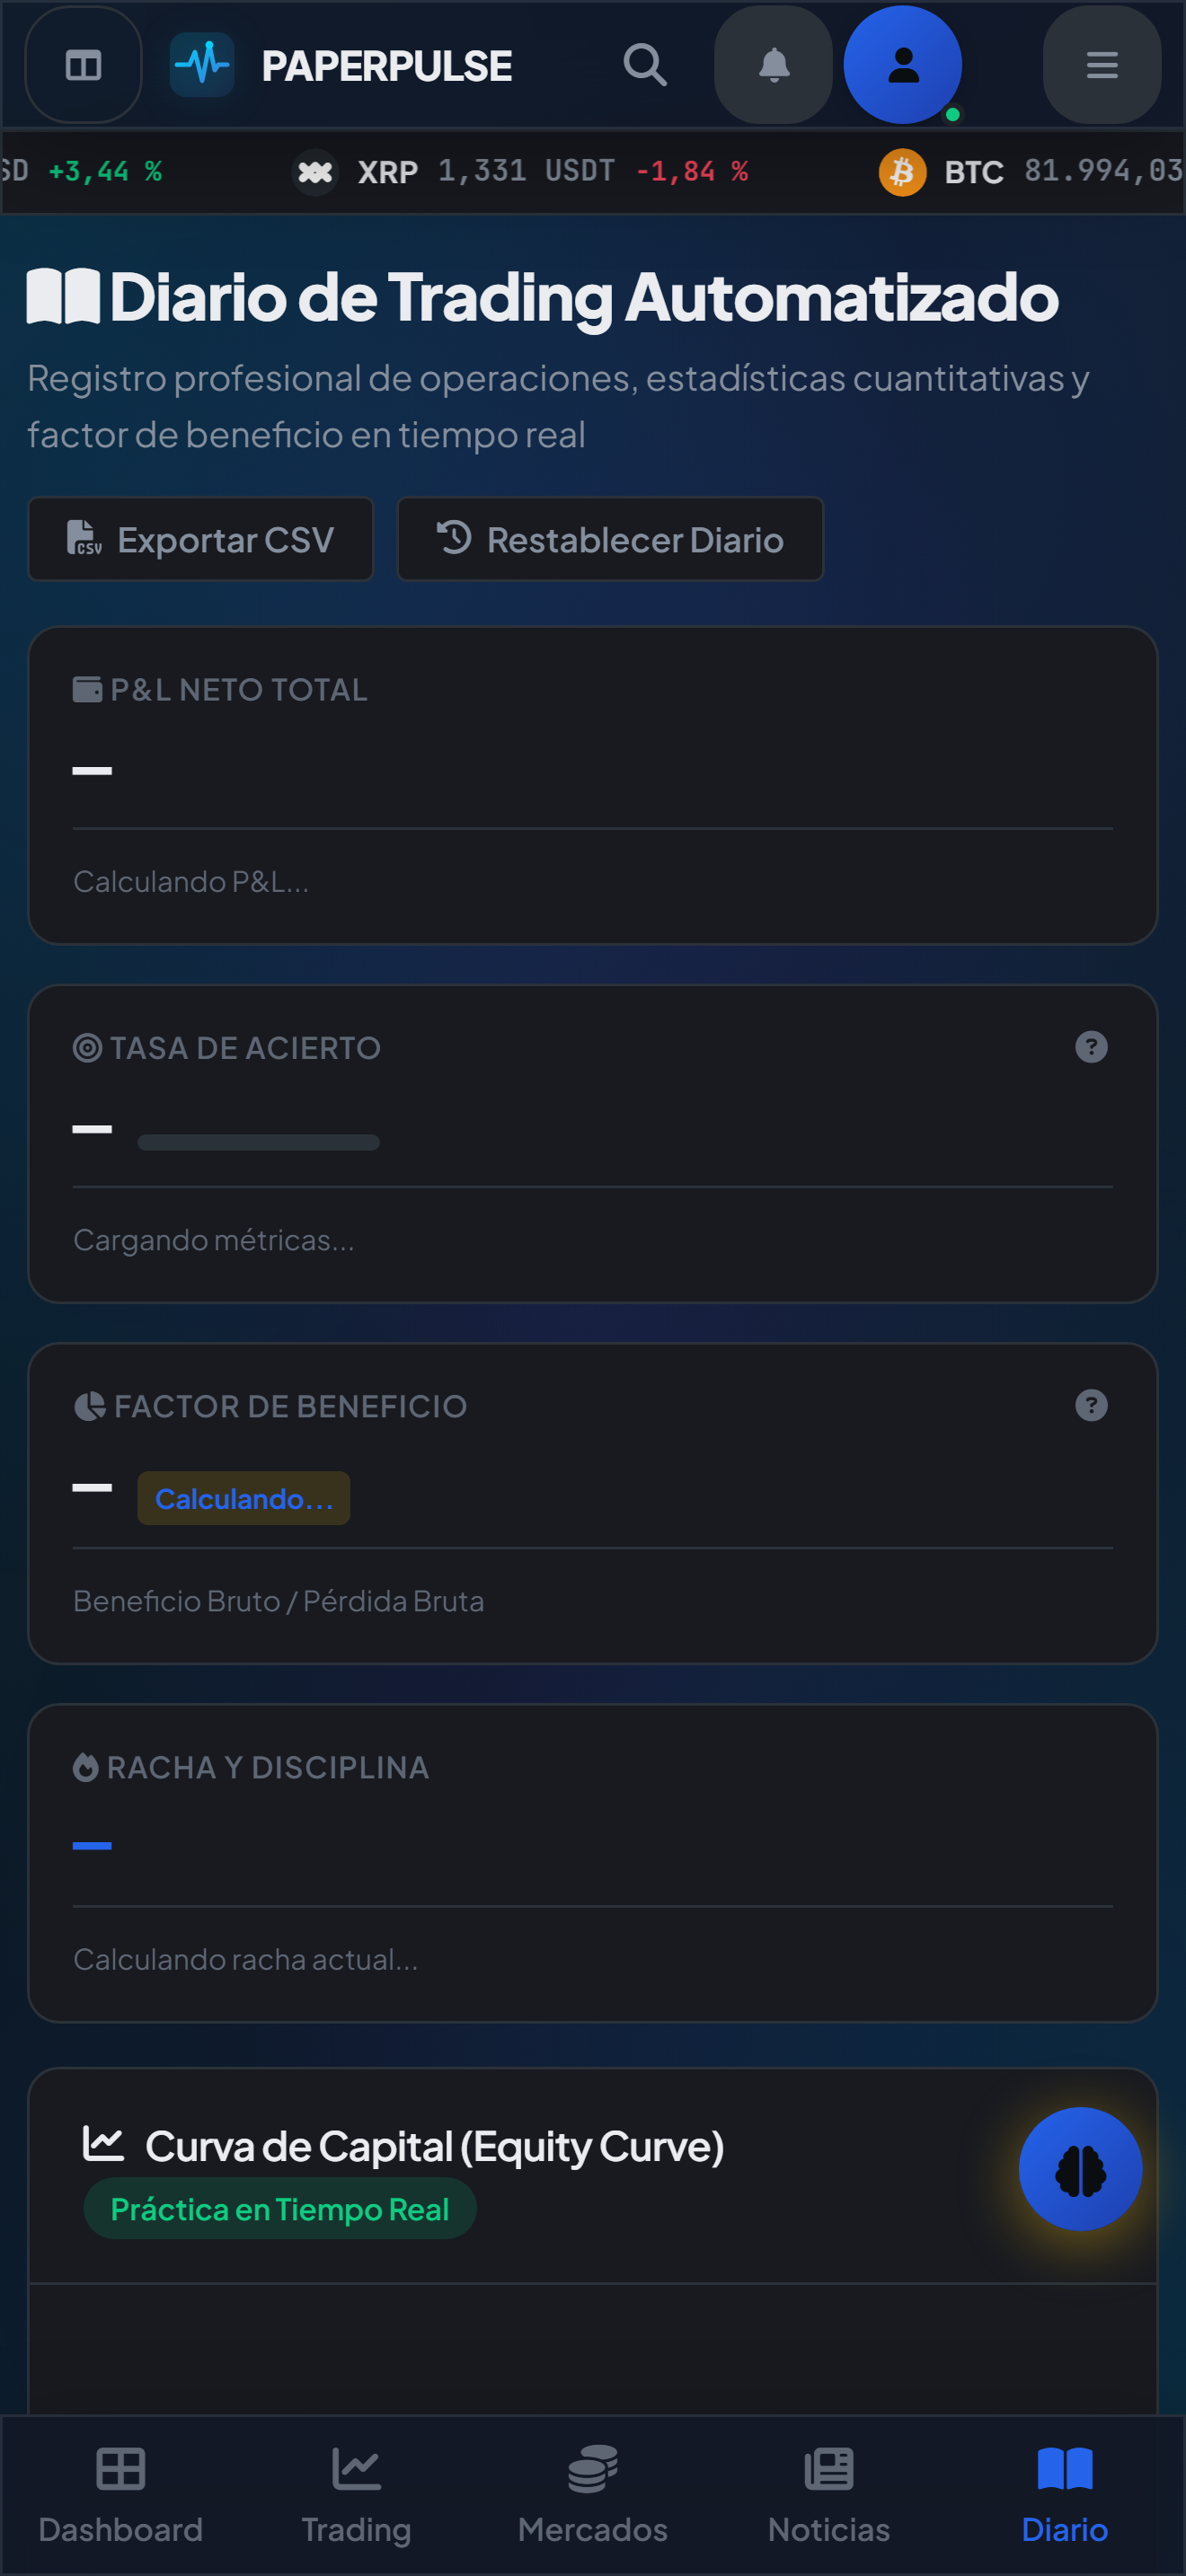 PAPERPULSE
SD +3,44 % XRP 1,331 USDT -1,84 % BTC 81.994,03
Diario de Trading Automatizado
Registro profesional de operaciones, estadísticas cuantitativas y
factor de beneficio en tiempo real
CSV Exportar CSV Restablecer Diario
P&L NETO TOTAL
—
Calculando P&L...
TASA DE ACIERTO ?
—
Cargando métricas...
FACTOR DE BENEFICIO ?
— Calculando...
Beneficio Bruto / Pérdida Bruta
RACHA Y DISCIPLINA
—
Calculando racha actual...
Curva de Capital (Equity Curve)
Práctica en Tiempo Real
Dashboard Trading Mercados Noticias Diario